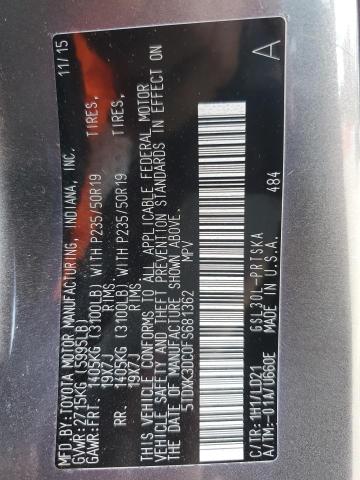 MFD. BY:TOYOTA MOTOR MANUFACTURING, INDIANA, INC. 11/15
GVWR:2715KG (5995LB)
GAWR:FRT. 1405KG (3100LB) WITH P235/50R19 TIRES,
19X7J RIMS,
RR. 1405KG (3100LB) WITH P235/50R19 TIRES,
19X7J RIMS.
THIS VEHICLE CONFORMS TO ALL APPLICABLE FEDERAL MOTOR
VEHICLE SAFETY AND THEFT PREVENTION STANDARDS IN EFFECT ON
THE DATE OF MANUFACTURE SHOWN ABOVE.
5TDXK3DC0FS681362 MPV
A
C/TR:1H1/LD21 GSL30L-PRTSKA
A/TM:-01A/U660E MADE IN U.S.A. 484